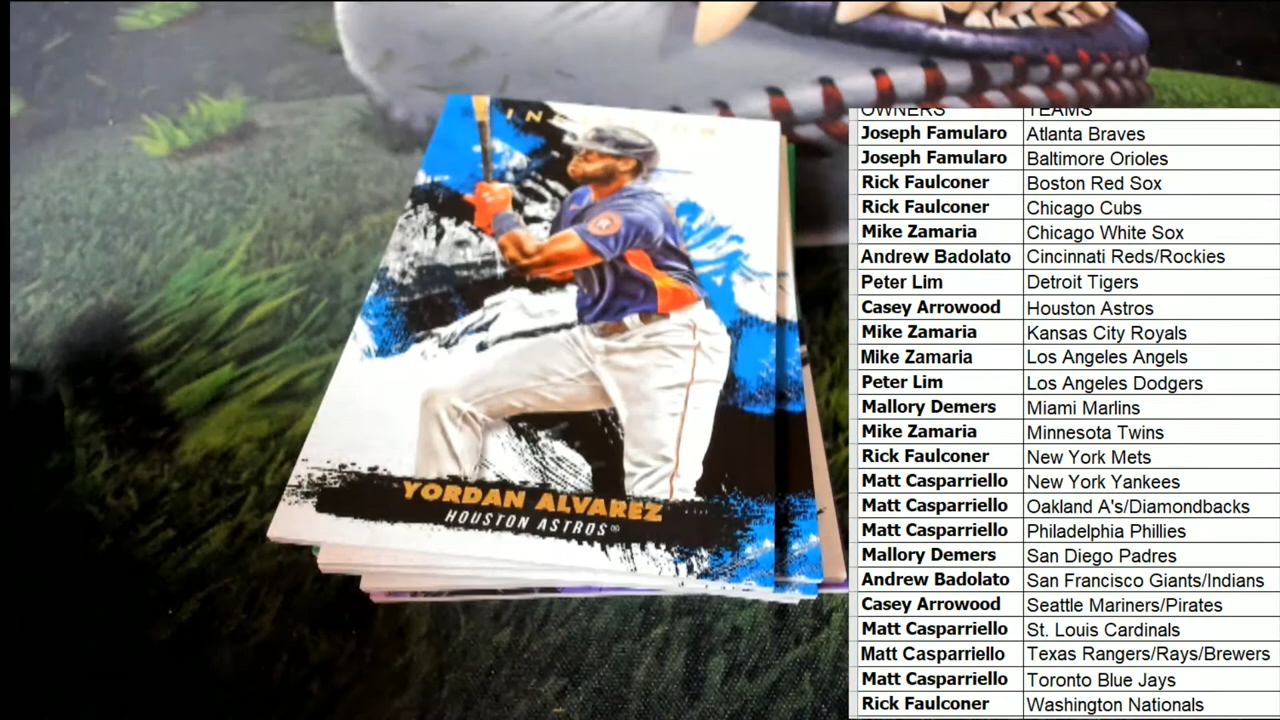 INCEPTION
YORDAN ALVAREZ
HOUSTON ASTROS
OWNERS TEAMS
Joseph Famularo Atlanta Braves
Joseph Famularo Baltimore Orioles
Rick Faulconer Boston Red Sox
Rick Faulconer Chicago Cubs
Mike Zamaria Chicago White Sox
Andrew Badolato Cincinnati Reds/Rockies
Peter Lim Detroit Tigers
Casey Arrowood Houston Astros
Mike Zamaria Kansas City Royals
Mike Zamaria Los Angeles Angels
Peter Lim Los Angeles Dodgers
Mallory Demers Miami Marlins
Mike Zamaria Minnesota Twins
Rick Faulconer New York Mets
Matt Casparriello New York Yankees
Matt Casparriello Oakland A's/Diamondbacks
Matt Casparriello Philadelphia Phillies
Mallory Demers San Diego Padres
Andrew Badolato San Francisco Giants/Indians
Casey Arrowood Seattle Mariners/Pirates
Matt Casparriello St. Louis Cardinals
Matt Casparriello Texas Rangers/Rays/Brewers
Matt Casparriello Toronto Blue Jays
Rick Faulconer Washington Nationals